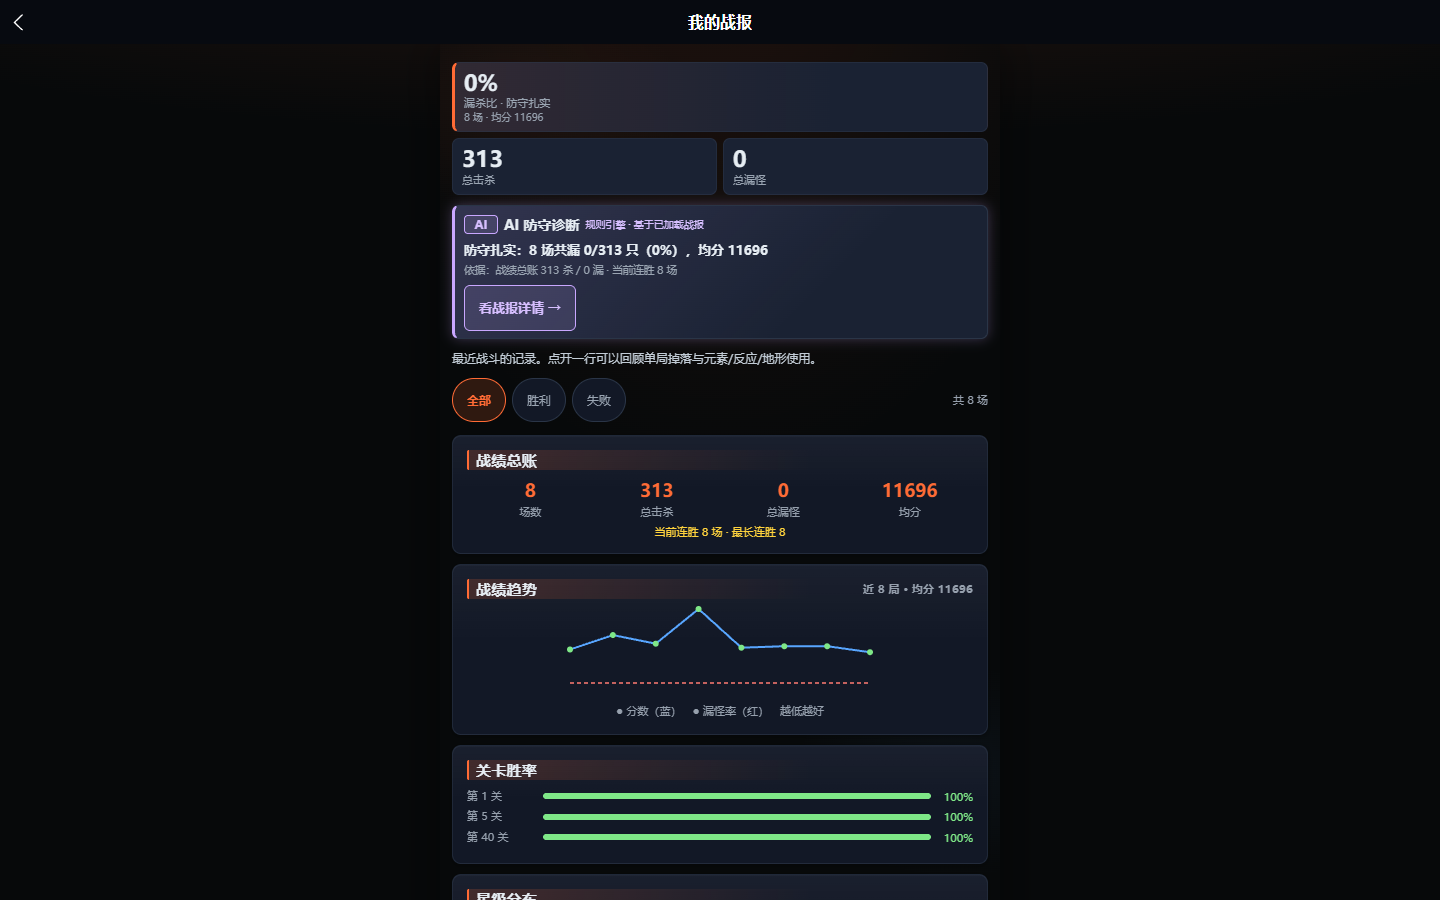 我的战报
0%
漏杀比 · 防守扎实
8 场 · 均分 11696
313
总击杀
0
总漏怪
AI AI 防守诊断 规则引擎 · 基于已加载战报
防守扎实：8 场共漏 0/313 只（0%），均分 11696
依据：战绩总账 313 杀 / 0 漏 · 当前连胜 8 场
看战报详情 →
最近战斗的记录。点开一行可以回顾单局掉落与元素/反应/地形使用。
全部 胜利 失败 共 8 场
战绩总账
8 313 0 11696
场数 总击杀 总漏怪 均分
当前连胜 8 场 · 最长连胜 8
战绩趋势 近 8 局 • 均分 11696
● 分数（蓝） ● 漏怪率（红） 越低越好
关卡胜率
第 1 关 100%
第 5 关 100%
第 40 关 100%
星级分布